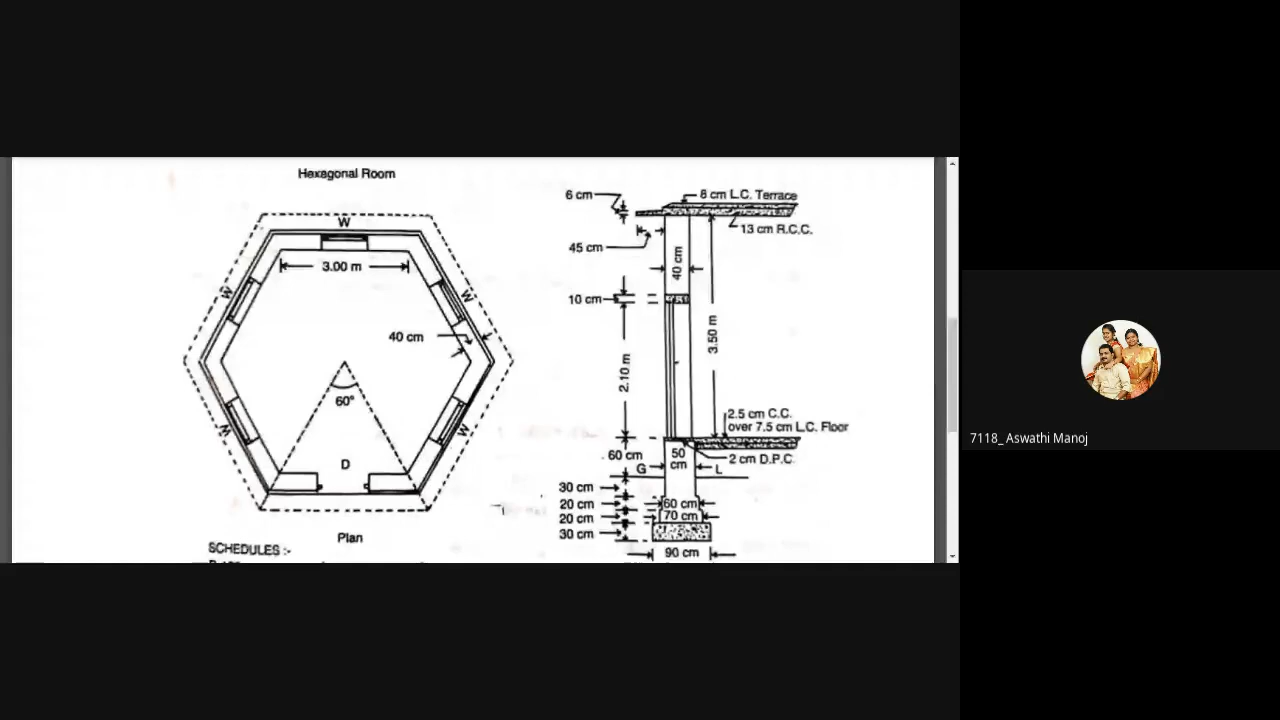 Hexagonal Room
W
3.00 m
W
W
40 cm
60°
W
W
D
Plan
SCHEDULES :-
6 cm
8 cm L.C. Terrace
13 cm R.C.C.
45 cm
40 cm
10 cm
3.50 m
2.10 m
2.5 cm C.C.
over 7.5 cm L.C. Floor
60 cm
50
cm
2 cm D.P.C.
G
L
30 cm
20 cm
60 cm
20 cm
70 cm
30 cm
90 cm
7118_ Aswathi Manoj